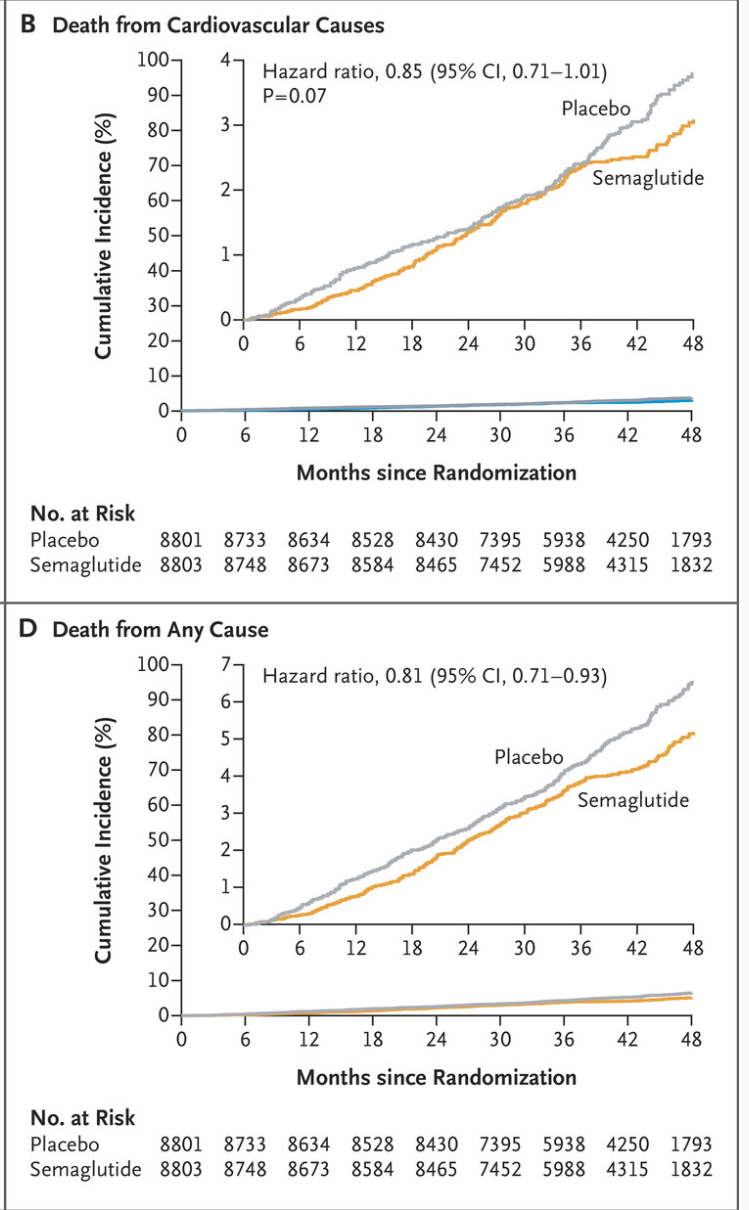 B Death from Cardiovascular Causes
Cumulative Incidence (%)
100
90
80
70
60
50
40
30
20
10
0
4
3
2
1
0
Hazard ratio, 0.85 (95% CI, 0.71–1.01)
P=0.07
Placebo
Semaglutide
0 6 12 18 24 30 36 42 48
0 6 12 18 24 30 36 42 48
Months since Randomization
No. at Risk
Placebo 8801 8733 8634 8528 8430 7395 5938 4250 1793
Semaglutide 8803 8748 8673 8584 8465 7452 5988 4315 1832
D Death from Any Cause
Cumulative Incidence (%)
100
90
80
70
60
50
40
30
20
10
0
7
6
5
4
3
2
1
0
Hazard ratio, 0.81 (95% CI, 0.71–0.93)
Placebo
Semaglutide
0 6 12 18 24 30 36 42 48
0 6 12 18 24 30 36 42 48
Months since Randomization
No. at Risk
Placebo 8801 8733 8634 8528 8430 7395 5938 4250 1793
Semaglutide 8803 8748 8673 8584 8465 7452 5988 4315 1832